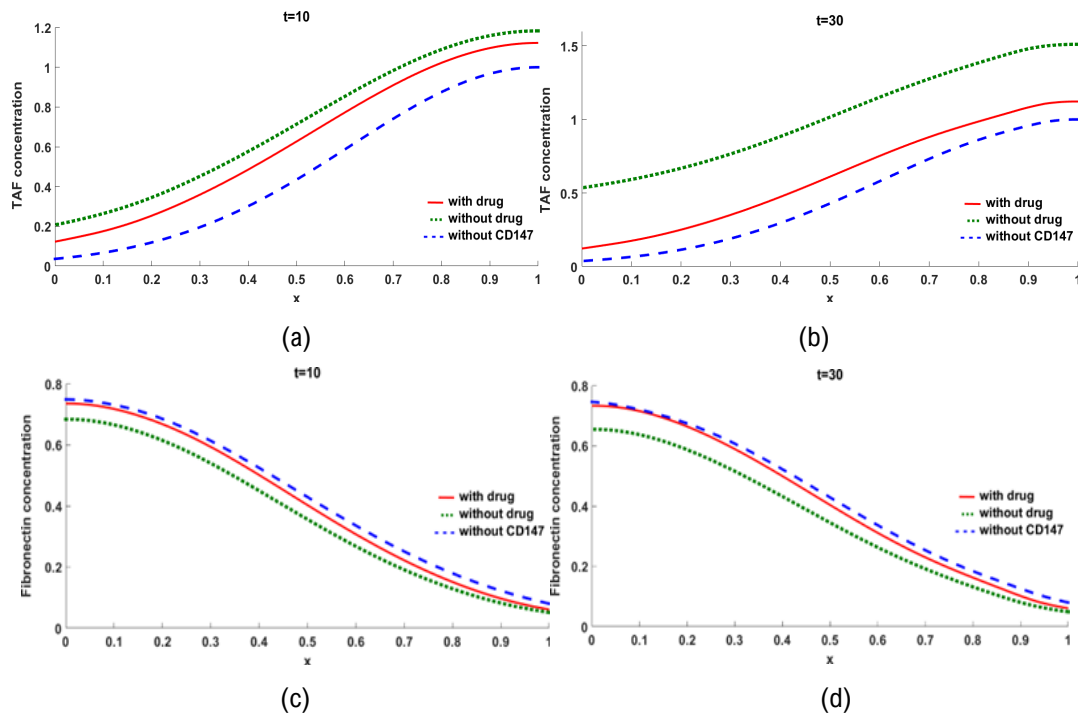 t=10
1.2
1
0.8
0.6
0.4
0.2
0
TAF concentration
with drug
without drug
without CD147
0 0.1 0.2 0.3 0.4 0.5 0.6 0.7 0.8 0.9 1
x
(a)
t=30
1.5
1
0.5
0
TAF concentration
with drug
without drug
without CD147
0 0.1 0.2 0.3 0.4 0.5 0.6 0.7 0.8 0.9 1
x
(b)
t=10
0.8
0.6
0.4
0.2
0
Fibronectin concentration
with drug
without drug
without CD147
0 0.1 0.2 0.3 0.4 0.5 0.6 0.7 0.8 0.9 1
x
(c)
t=30
0.8
0.6
0.4
0.2
0
Fibronectin concentration
with drug
without drug
without CD147
0 0.1 0.2 0.3 0.4 0.5 0.6 0.7 0.8 0.9 1
x
(d)